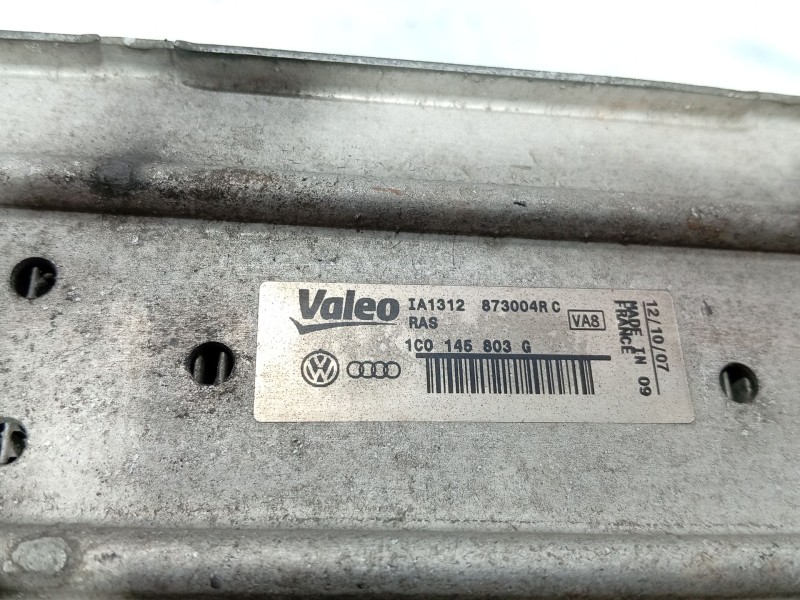 Valeo IA1312 873004R C
RAS VA8
1C0 145 803 G
12/10/07
MADE IN 09
FRANCE